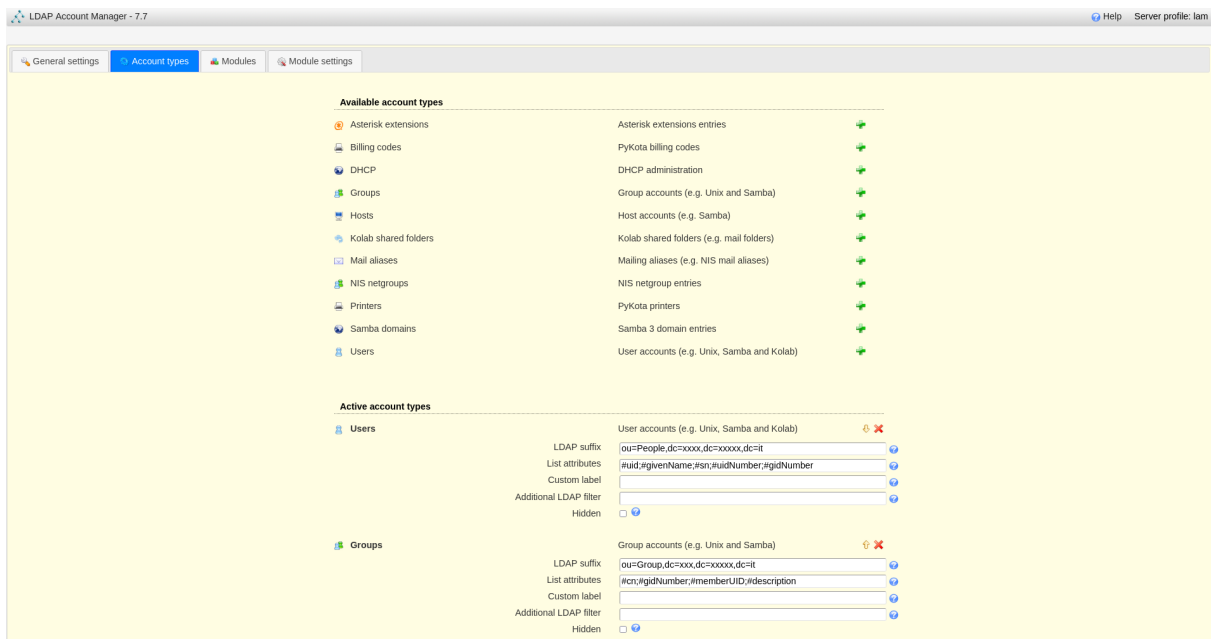 LDAP Account Manager - 7.7 Help Server profile: lam
General settings Account types Modules Module settings
Available account types
Asterisk extensions Asterisk extensions entries
Billing codes PyKota billing codes
DHCP DHCP administration
Groups Group accounts (e.g. Unix and Samba)
Hosts Host accounts (e.g. Samba)
Kolab shared folders Kolab shared folders (e.g. mail folders)
Mail aliases Mailing aliases (e.g. NIS mail aliases)
NIS netgroups NIS netgroup entries
Printers PyKota printers
Samba domains Samba 3 domain entries
Users User accounts (e.g. Unix, Samba and Kolab)
Active account types
Users User accounts (e.g. Unix, Samba and Kolab)
LDAP suffix ou=People,dc=xxxx,dc=xxxxx,dc=it
List attributes #uid;#givenName;#sn;#uidNumber;#gidNumber
Custom label
Additional LDAP filter
Hidden
Groups Group accounts (e.g. Unix and Samba)
LDAP suffix ou=Group,dc=xxx,dc=xxxxx,dc=it
List attributes #cn;#gidNumber;#memberUID;#description
Custom label
Additional LDAP filter
Hidden